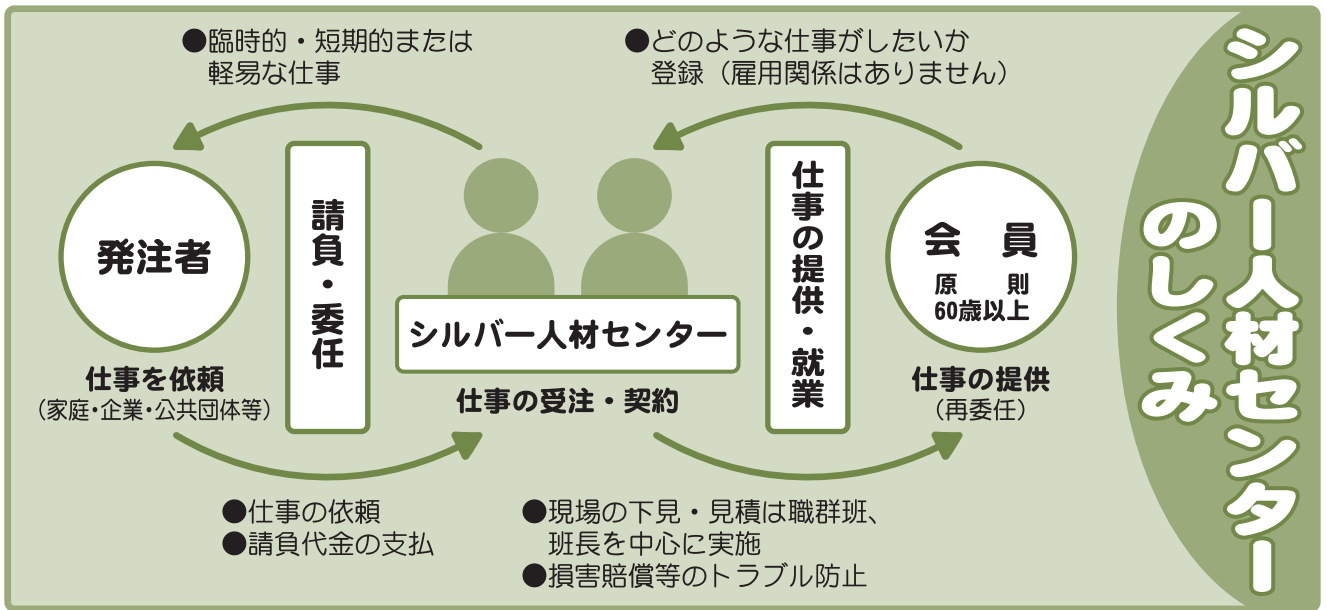 シルバー人材センター
のしくみ
●臨時的・短期的または
軽易な仕事
●どのような仕事がしたいか
登録（雇用関係はありません）
発注者
仕事を依頼
（家庭・企業・公共団体等）
請負・委任
シルバー人材センター
仕事の受注・契約
仕事の提供・就業
会員
原則
60歳以上
仕事の提供
（再委任）
●仕事の依頼
●請負代金の支払
●現場の下見・見積は職群班、
班長を中心に実施
●損害賠償等のトラブル防止